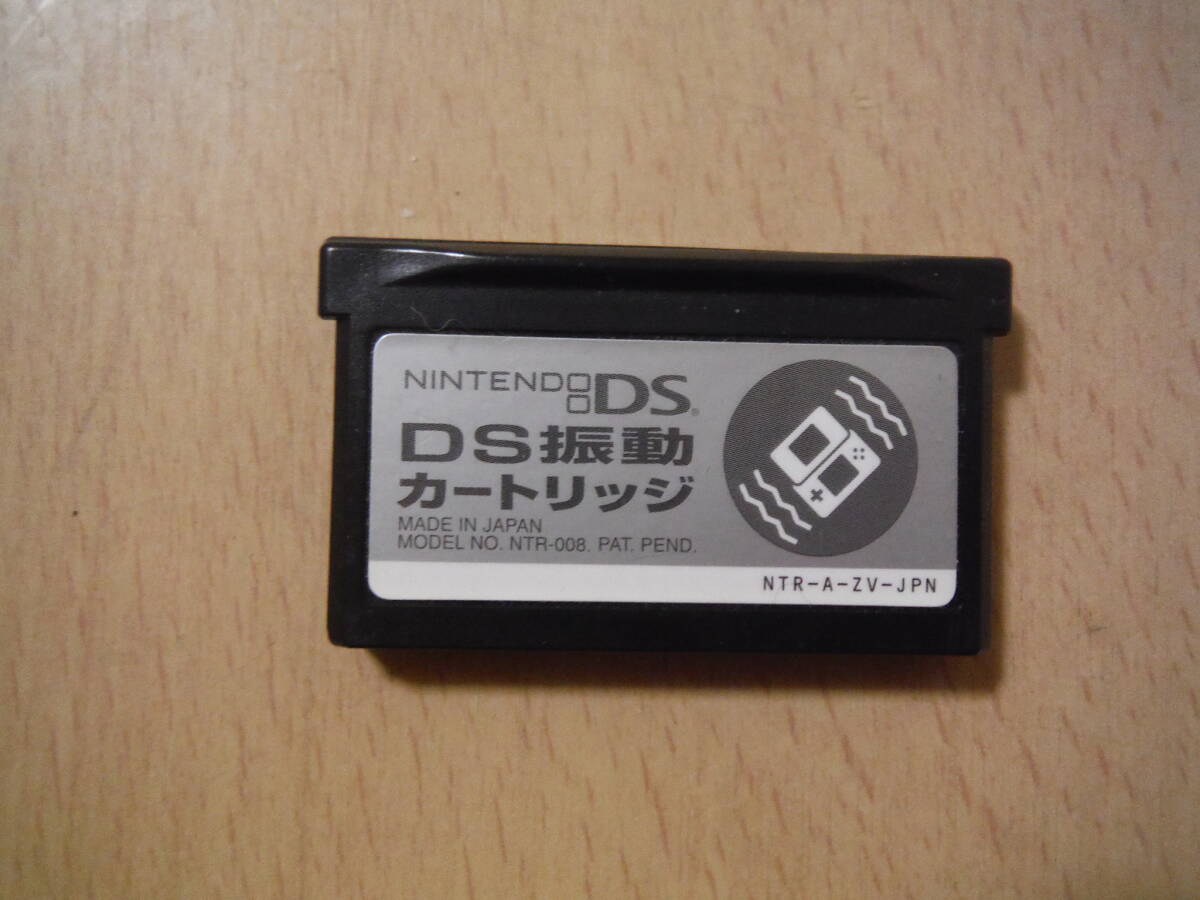 NINTENDO DS®
DS振動
カートリッジ
MADE IN JAPAN
MODEL NO. NTR-008. PAT. PEND.
NTR-A-ZV-JPN